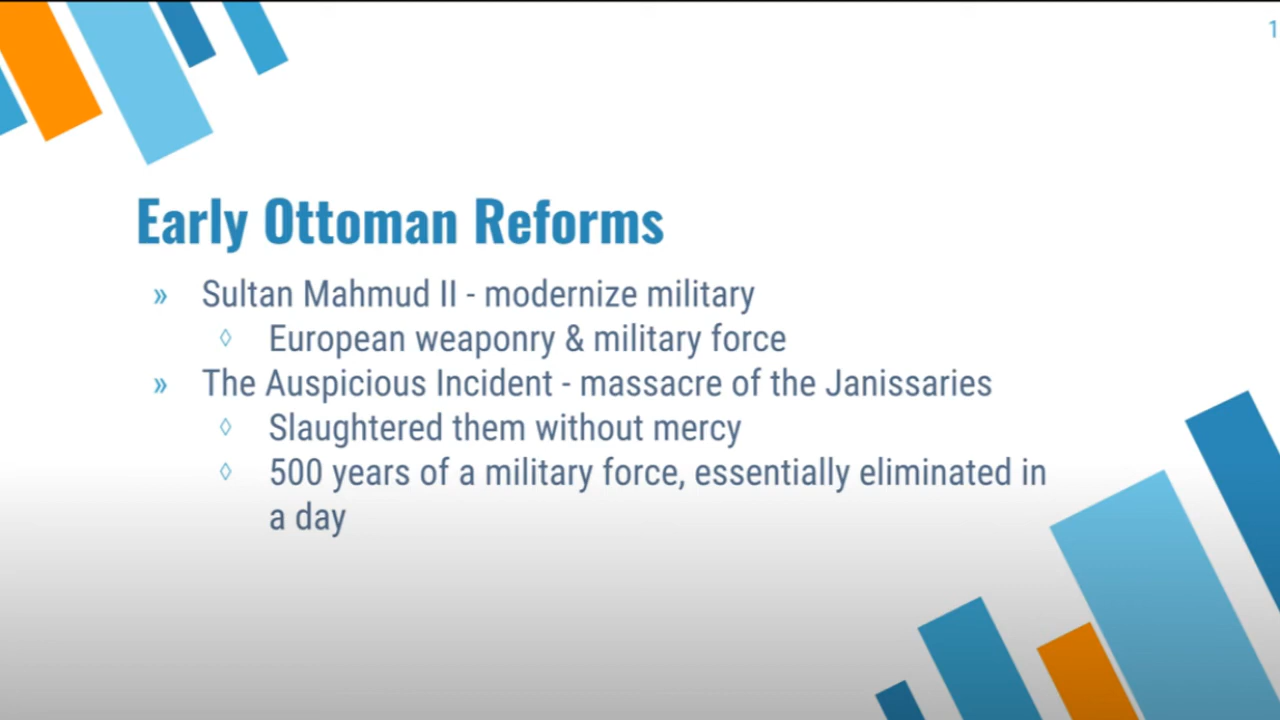 1
Early Ottoman Reforms
» Sultan Mahmud II - modernize military
◊ European weaponry & military force
» The Auspicious Incident - massacre of the Janissaries
◊ Slaughtered them without mercy
◊ 500 years of a military force, essentially eliminated in
a day